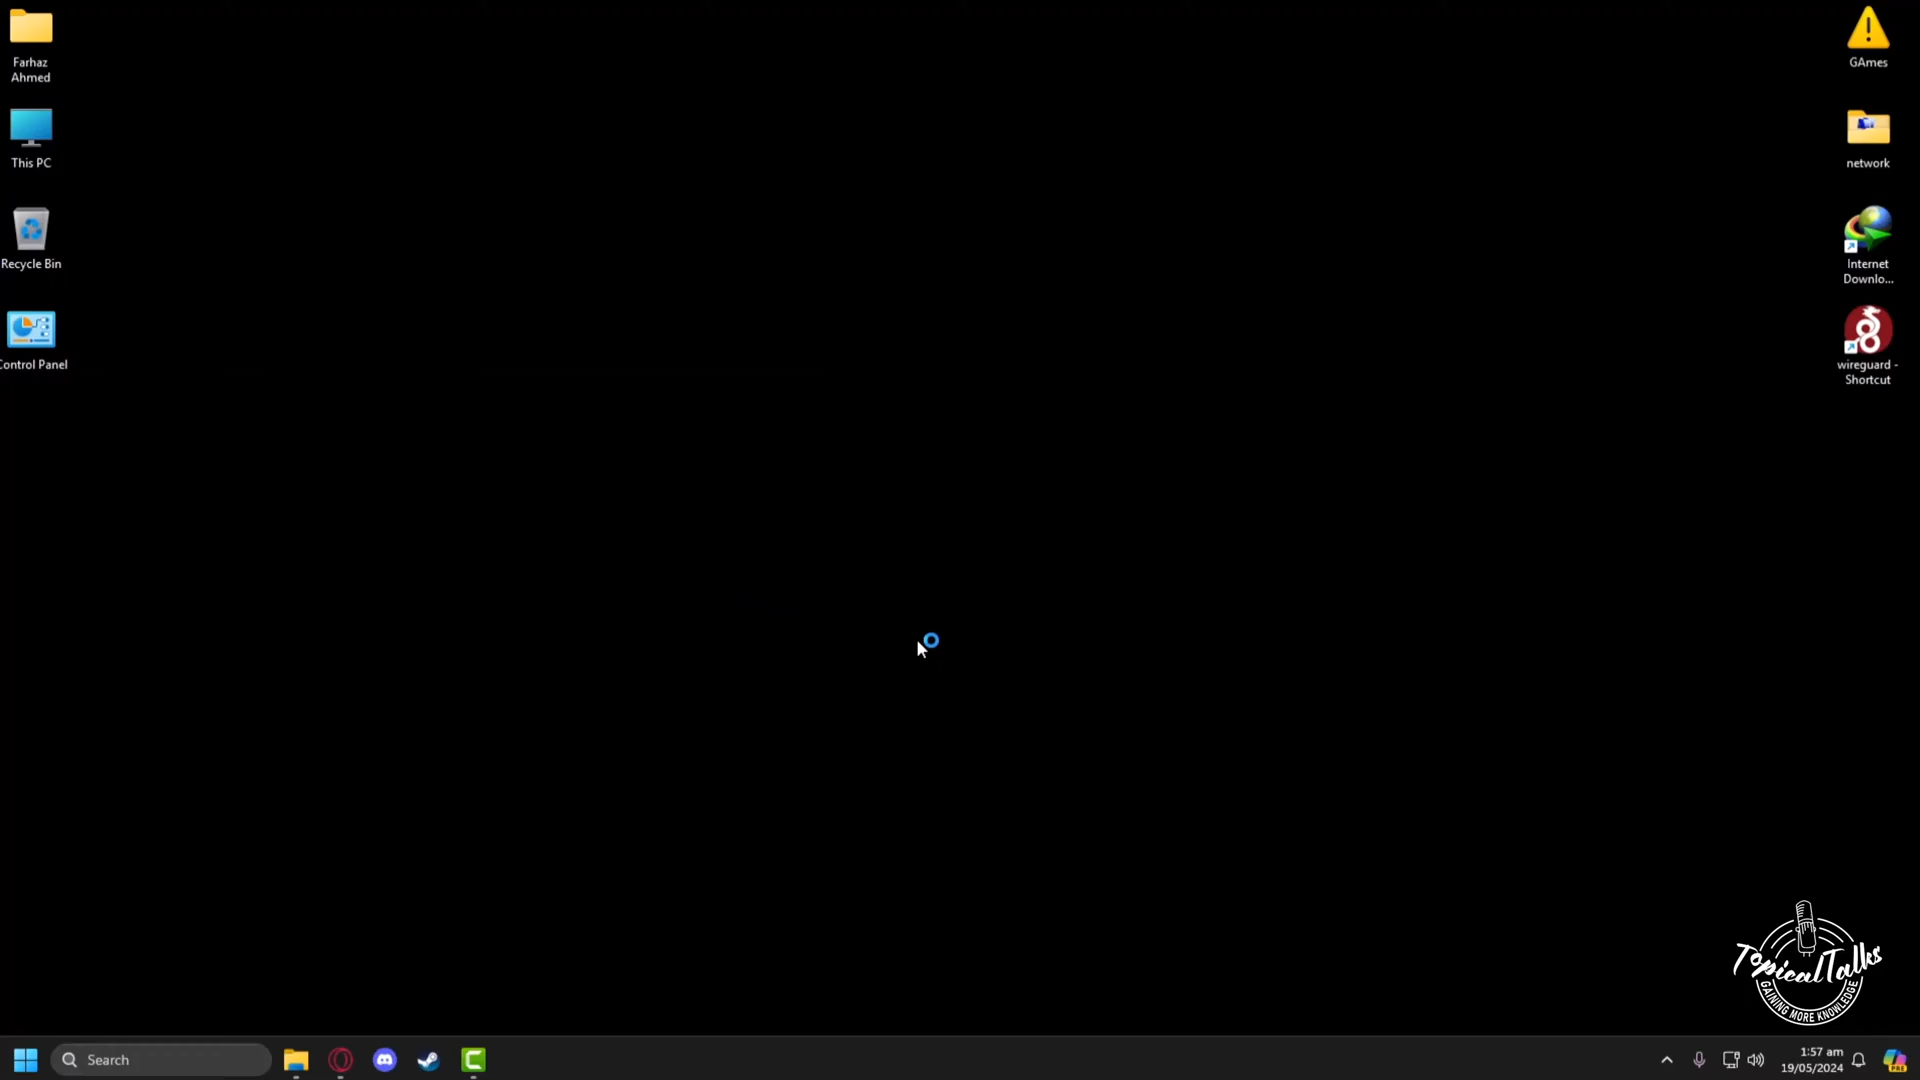 Farhaz
Ahmed
This PC
Recycle Bin
Control Panel
GAmes
network
Internet
Downlo...
wireguard -
Shortcut
TopicalTalks
GAINING MORE KNOWLEDGE
Search
1:57 am
19/05/2024
PRE